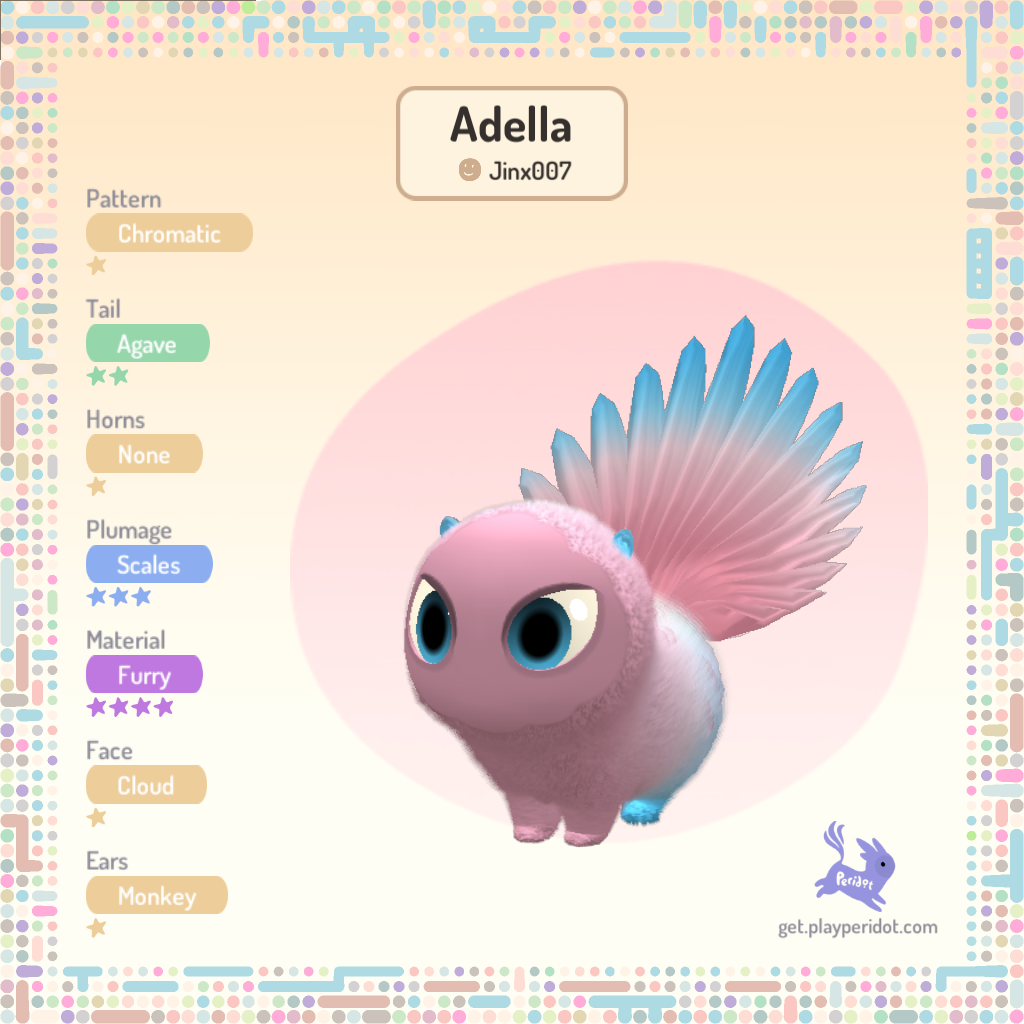 Adella
Jinx007
Pattern
Chromatic
Tail
Agave
Horns
None
Plumage
Scales
Material
Furry
Face
Cloud
Ears
Monkey
Peridot
get.playperidot.com